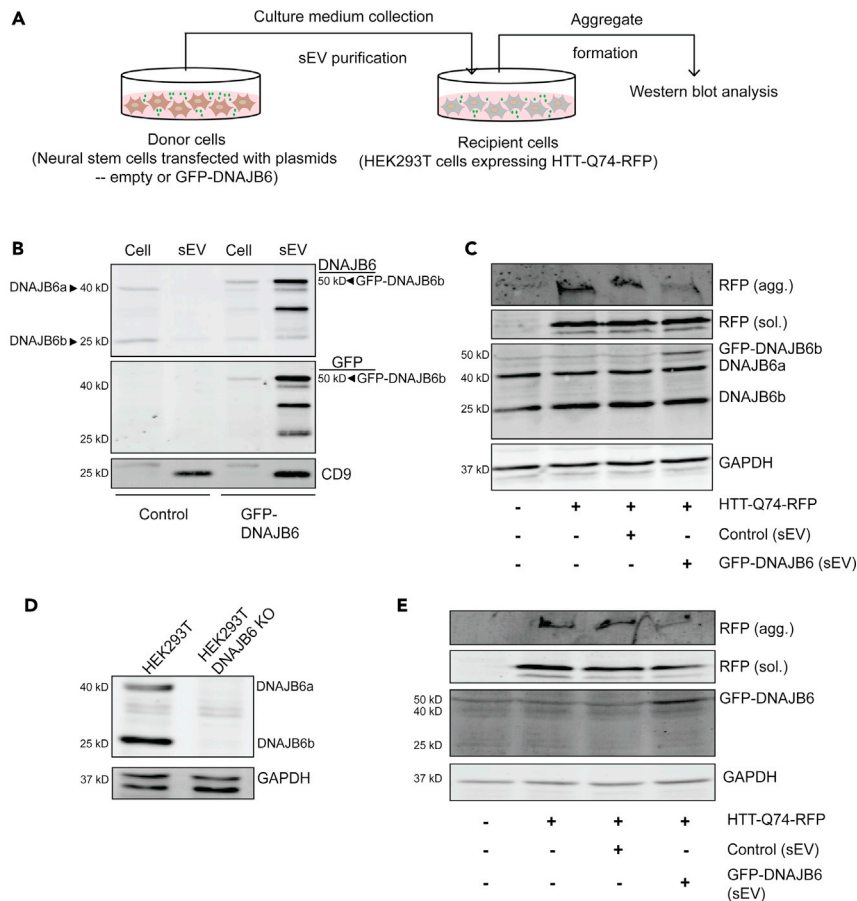 A
Culture medium collection
sEV purification
Aggregate
formation
Western blot analysis
Donor cells
(Neural stem cells transfected with plasmids
-- empty or GFP-DNAJB6)
Recipient cells
(HEK293T cells expressing HTT-Q74-RFP)
B
Cell sEV Cell sEV
DNAJB6
DNAJB6a 40 kD
50 kD GFP-DNAJB6b
DNAJB6b 25 kD
GFP
40 kD
50 kD GFP-DNAJB6b
25 kD
25 kD CD9
Control GFP-
DNAJB6
C
RFP (agg.)
RFP (sol.)
50 kD GFP-DNAJB6b
40 kD DNAJB6a
25 kD DNAJB6b
37 kD GAPDH
- + + + HTT-Q74-RFP
- - + - Control (sEV)
- - - + GFP-DNAJB6 (sEV)
D
HEK293T
HEK293T
DNAJB6 KO
40 kD DNAJB6a
25 kD DNAJB6b
37 kD GAPDH
E
RFP (agg.)
RFP (sol.)
50 kD GFP-DNAJB6
40 kD
25 kD
37 kD GAPDH
- + + + HTT-Q74-RFP
- - + - Control (sEV)
- - - + GFP-DNAJB6
(sEV)